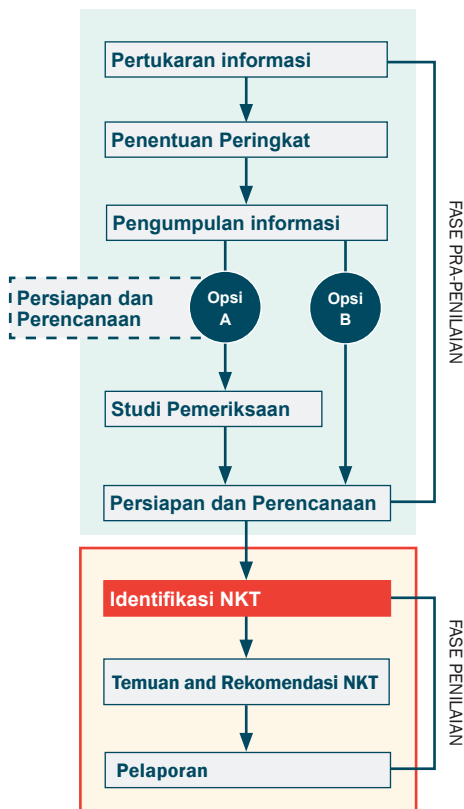 Pertukaran informasi
Penentuan Peringkat
Pengumpulan informasi
Persiapan dan
Perencanaan
Opsi
A
Opsi
B
Studi Pemeriksaan
Persiapan dan Perencanaan
FASE PRA-PENILAIAN
Identifikasi NKT
Temuan and Rekomendasi NKT
Pelaporan
FASE PENILAIAN